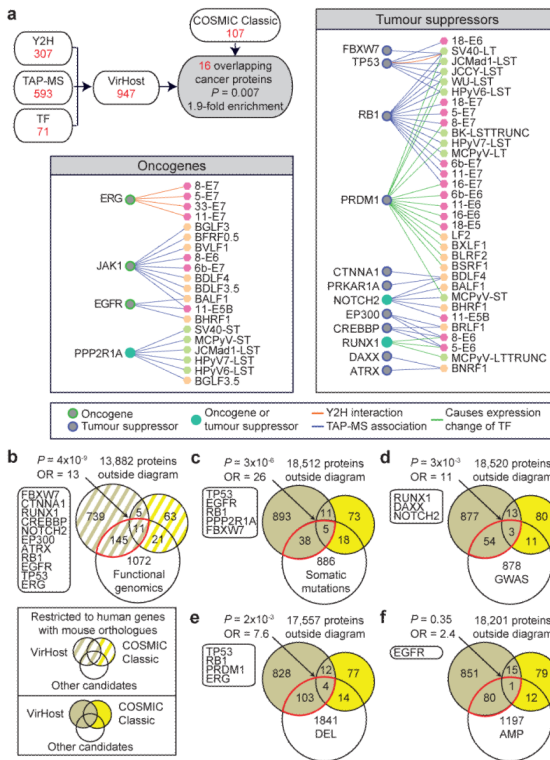 a
Y2H
307
TAP-MS
593
TF
71
VirHost
947
COSMIC Classic
107
16 overlapping
cancer proteins
P = 0.007
1.9-fold enrichment
Oncogenes
ERG
JAK1
EGFR
PPP2R1A
8-E7
5-E7
33-E7
11-E7
BGLF3
BFRF0.5
BVLF1
8-E6
6b-E7
BDLF4
BDLF3.5
BALF1
11-E5B
BHRF1
SV40-ST
MCPyV-ST
JCMad1-LST
HPyV7-LST
HPyV6-LST
BGLF3.5
Tumour suppressors
FBXW7
TP53
RB1
PRDM1
CTNNA1
PRKAR1A
NOTCH2
EP300
CREBBP
RUNX1
DAXX
ATRX
18-E6
SV40-LT
JCMad1-LST
JCCY-LST
WU-LST
HPyV6-LST
18-E7
5-E7
8-E7
BK-LSTTRUNC
HPyV7-LST
MCPyV-LT
6b-E7
11-E7
16-E7
6b-E6
11-E6
16-E6
18-E5
LF2
BXLF1
BLRF2
BSRF1
BDLF4
BALF1
MCPyV-ST
BHRF1
11-E5B
BRLF1
8-E6
5-E6
MCPyV-LTTRUNC
BNRF1
Oncogene
Tumour suppressor
Oncogene or
tumour suppressor
Y2H interaction
TAP-MS association
Causes expression
change of TF
b
P = 4x10⁻⁹
OR = 13
13,882 proteins
outside diagram
FBXW7
CTNNA1
RUNX1
CREBBP
NOTCH2
EP300
ATRX
RB1
EGFR
TP53
ERG
739
5
63
11
145
21
1072
Functional
genomics
Restricted to human genes
with mouse orthologues
VirHost
COSMIC
Classic
Other candidates
VirHost
COSMIC
Classic
Other candidates
c
P = 3x10⁻⁶
OR = 26
18,512 proteins
outside diagram
TP53
EGFR
RB1
PPP2R1A
FBXW7
893
11
73
5
38
18
886
Somatic
mutations
d
P = 3x10⁻³
OR = 11
18,520 proteins
outside diagram
RUNX1
DAXX
NOTCH2
877
13
80
3
54
11
878
GWAS
e
P = 2x10⁻³
OR = 7.6
17,557 proteins
outside diagram
TP53
RB1
PRDM1
ERG
828
12
77
4
103
14
1841
DEL
f
P = 0.35
OR = 2.4
18,201 proteins
outside diagram
EGFR
851
15
79
1
80
12
1197
AMP